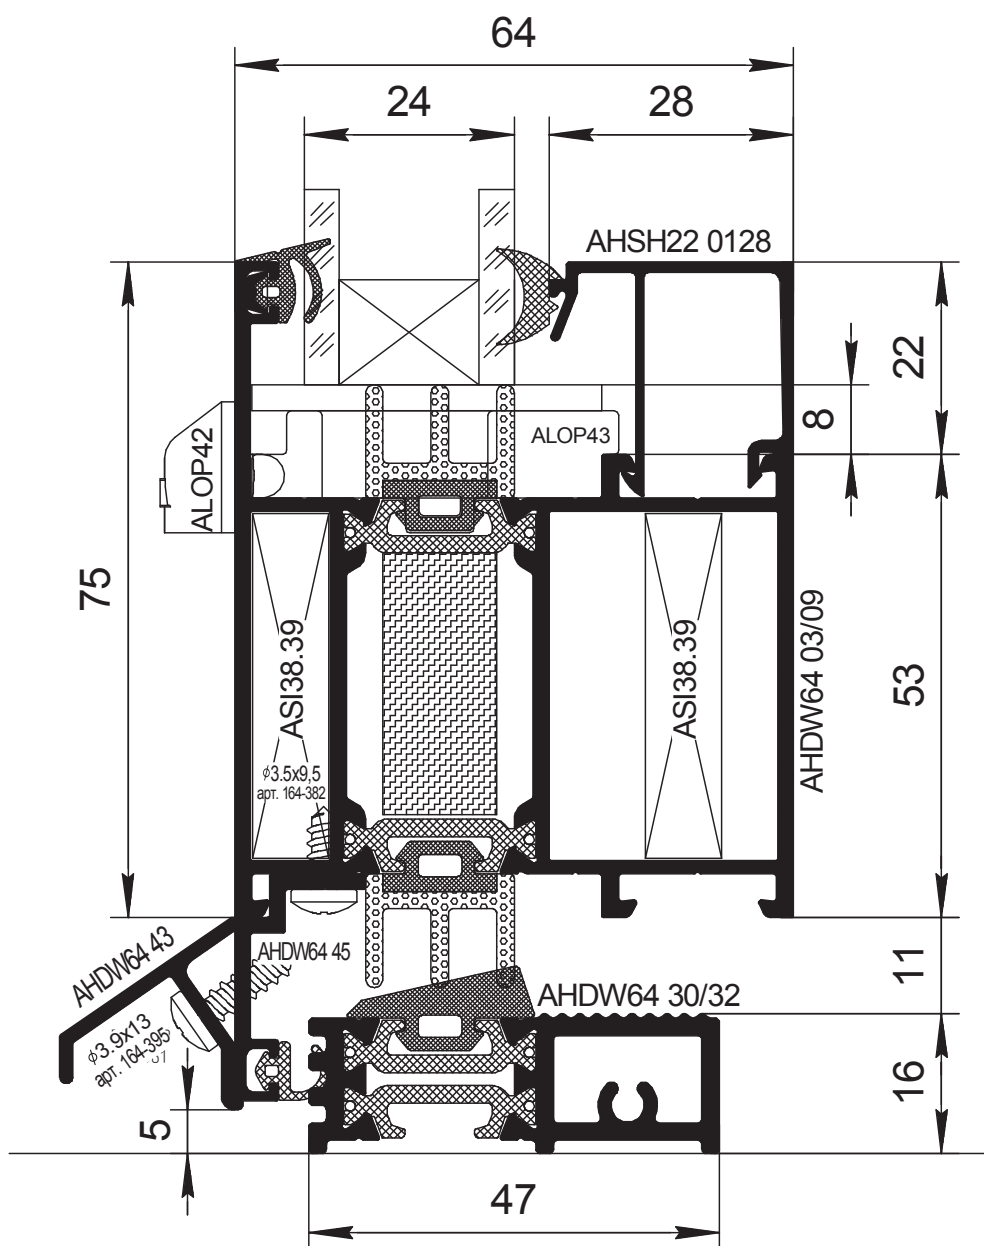 64
24
28
AHSH22 0128
22
8
ALOP43
ALOP42
75
ASI38.39
ASI38.39
AHDW64 03/09
53
ϕ3.5x9,5
арт. 164-382
AHDW64 43
AHDW64 45
11
AHDW64 30/32
ϕ3.9x13
арт. 164-395
16
5
47